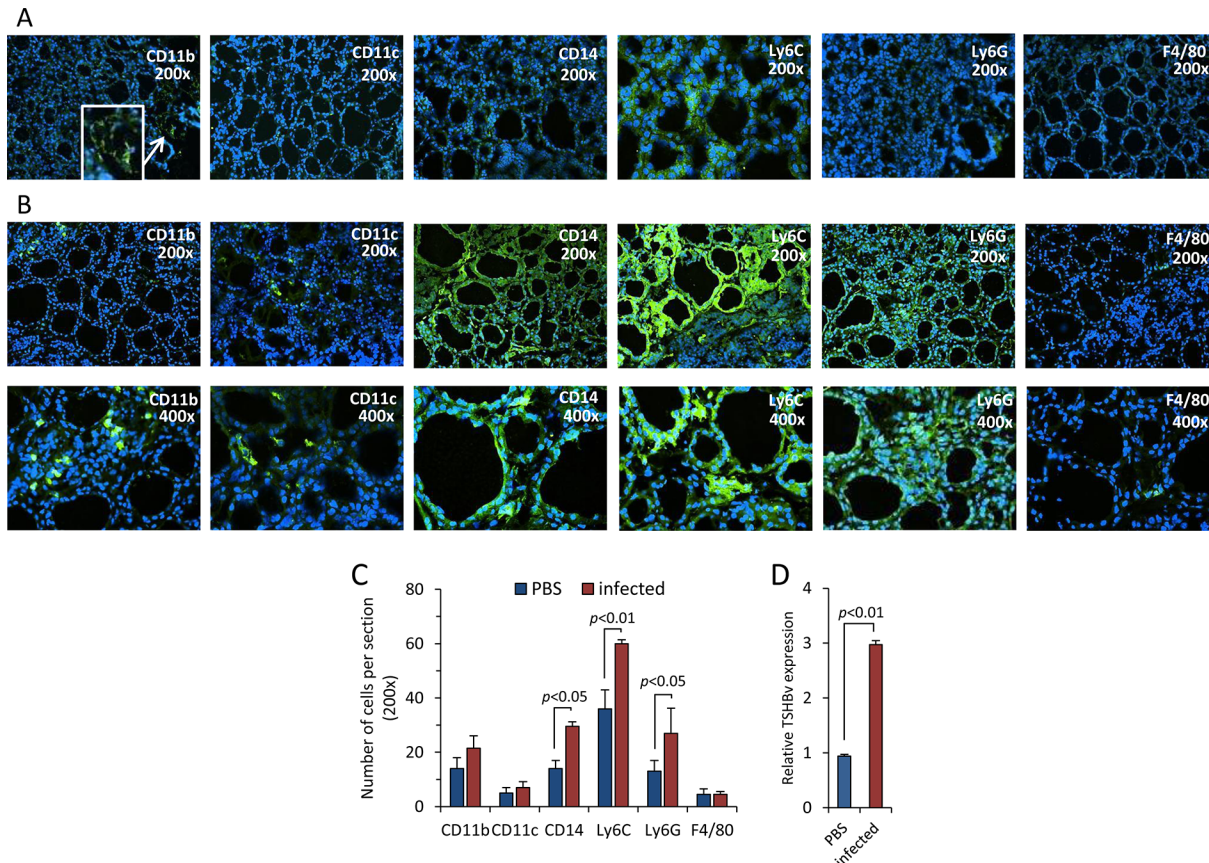 A
CD11b
200x
CD11c
200x
CD14
200x
Ly6C
200x
Ly6G
200x
F4/80
200x
B
CD11b
200x
CD11c
200x
CD14
200x
Ly6C
200x
Ly6G
200x
F4/80
200x
CD11b
400x
CD11c
400x
CD14
400x
Ly6C
400x
Ly6G
400x
F4/80
400x
C
PBS infected
Number of cells per section
(200x)
80
60
40
20
0
p<0.05
p<0.01
p<0.05
CD11b CD11c CD14 Ly6C Ly6G F4/80
D
Relative TSHBv expression
4
3
2
1
0
p<0.01
PBS
infected